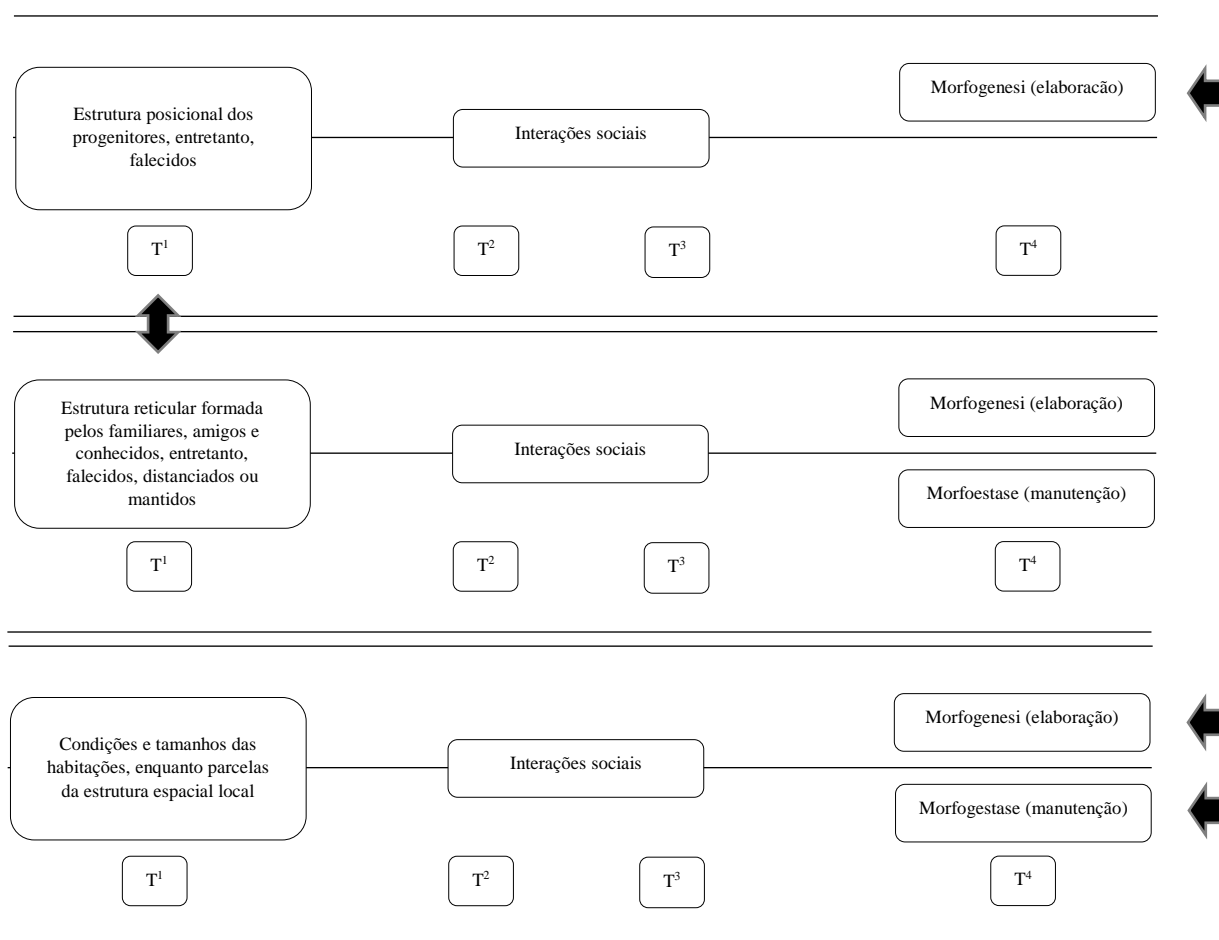 Morfogenesi (elaboracão)
Estrutura posicional dos
progenitores, entretanto,
falecidos
Interações sociais
T¹
T²
T³
T⁴
Morfogenesi (elaboração)
Estrutura reticular formada
pelos familiares, amigos e
conhecidos, entretanto,
falecidos, distanciados ou
mantidos
Interações sociais
Morfoestase (manutenção)
T¹
T²
T³
T⁴
Morfogenesi (elaboração)
Condições e tamanhos das
habitações, enquanto parcelas
da estrutura espacial local
Interações sociais
Morfogestase (manutenção)
T¹
T²
T³
T⁴